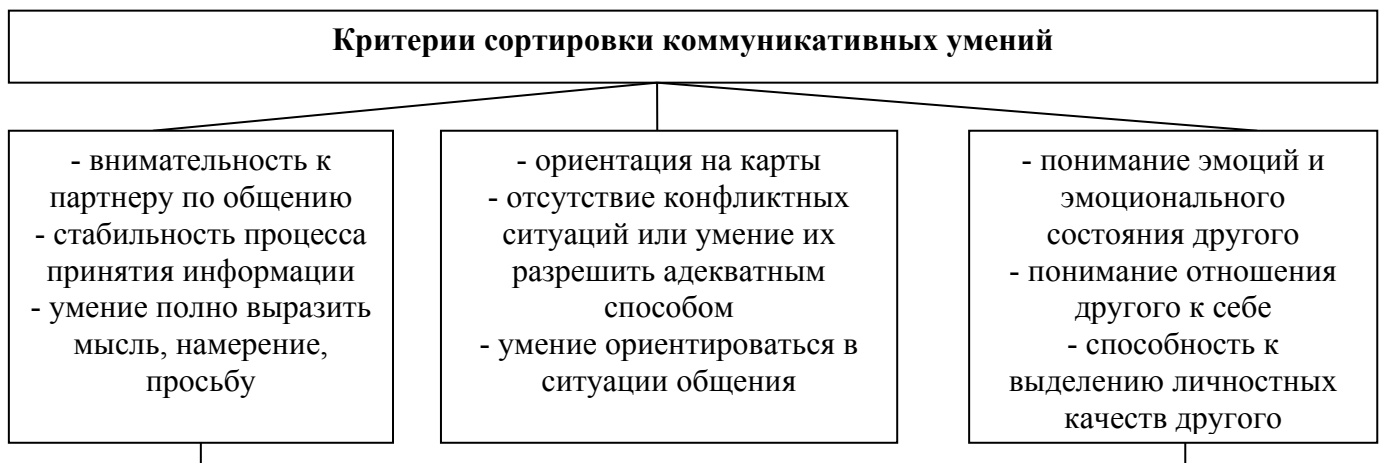 Критерии сортировки коммуникативных умений
- внимательность к
партнеру по общению
- стабильность процесса
принятия информации
- умение полно выразить
мысль, намерение,
просьбу
- ориентация на карты
- отсутствие конфликтных
ситуаций или умение их
разрешить адекватным
способом
- умение ориентироваться в
ситуации общения
- понимание эмоций и
эмоционального
состояния другого
- понимание отношения
другого к себе
- способность к
выделению личностных
качеств другого